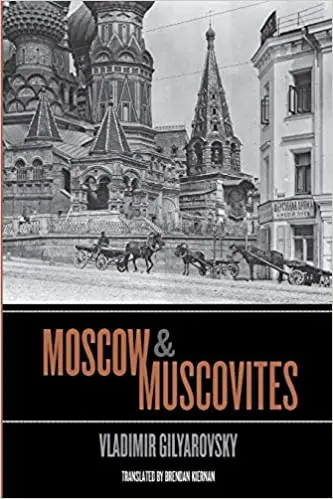 MOSCOW &
MUSCOVITES
VLADIMIR GILYAROVSKY
TRANSLATED BY BRENDAN KIERNAN